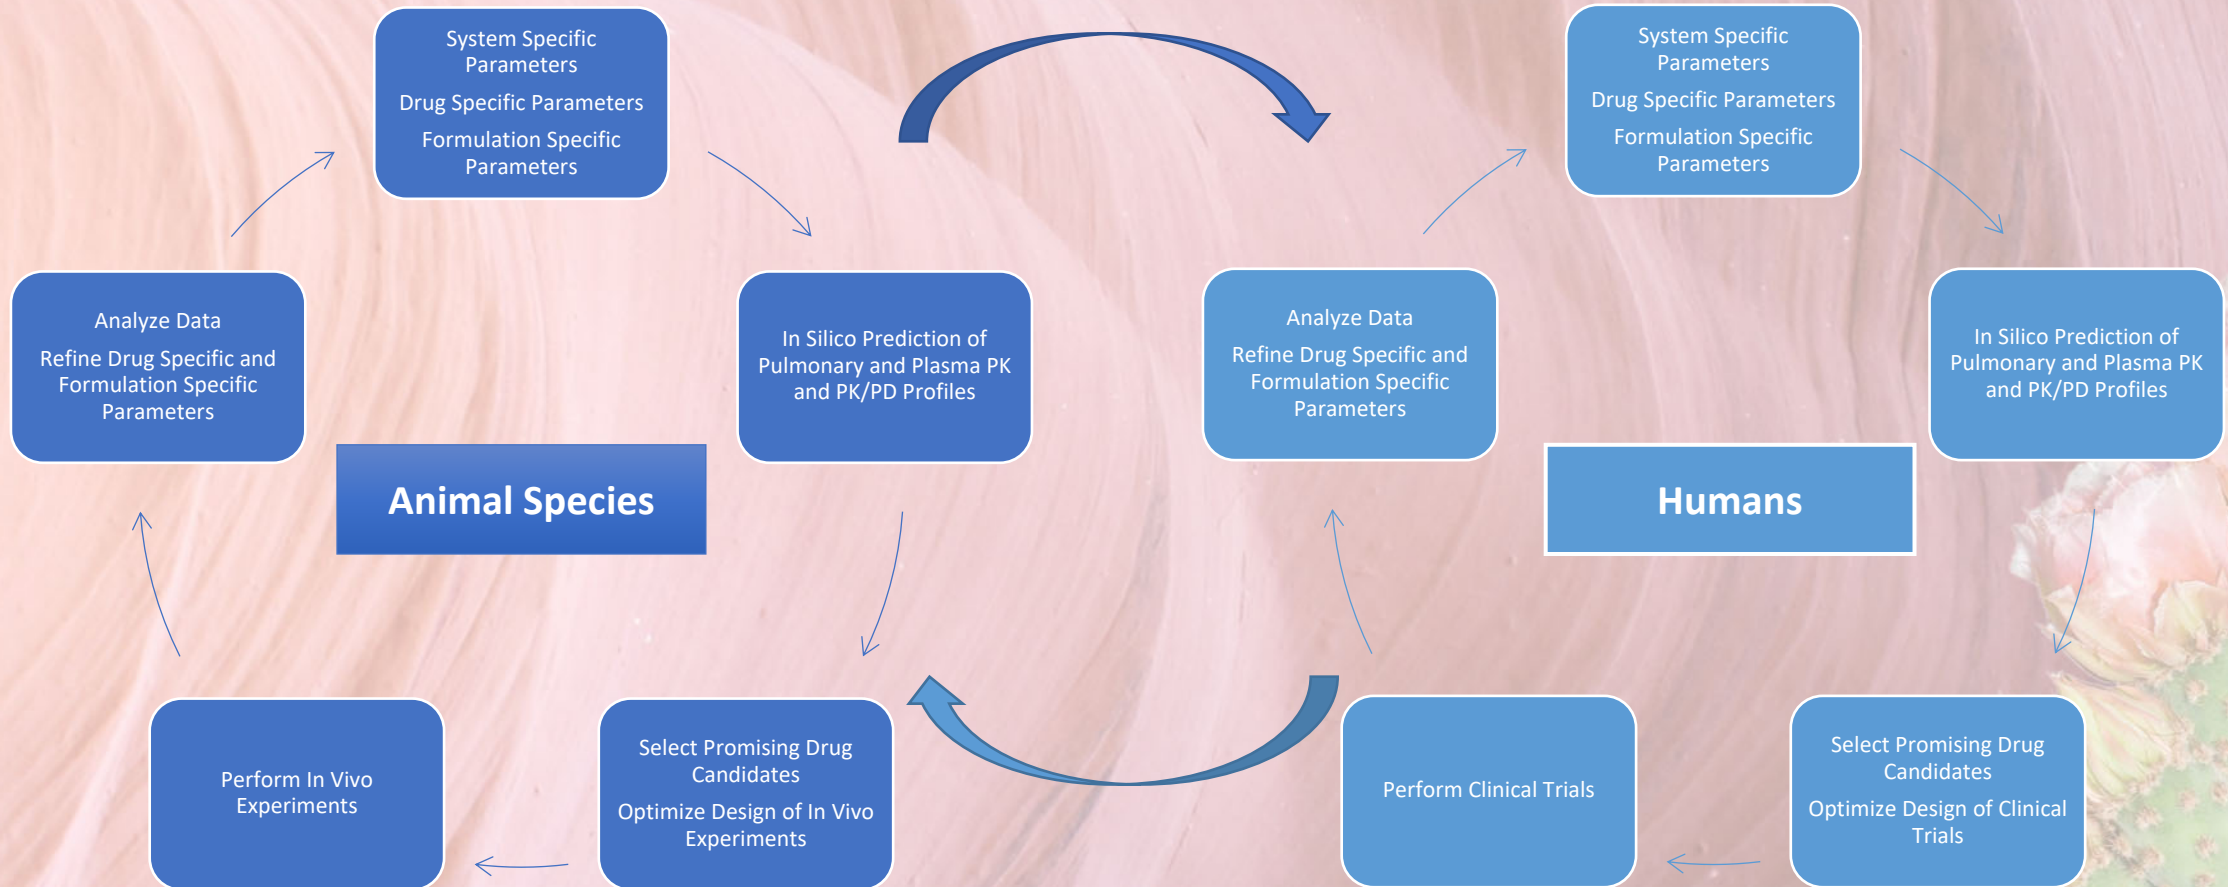 System Specific
Parameters
Drug Specific Parameters
Formulation Specific
Parameters
In Silico Prediction of
Pulmonary and Plasma PK
and PK/PD Profiles
Select Promising Drug
Candidates
Optimize Design of In Vivo
Experiments
Perform In Vivo
Experiments
Analyze Data
Refine Drug Specific and
Formulation Specific
Parameters
Animal Species
System Specific
Parameters
Drug Specific Parameters
Formulation Specific
Parameters
In Silico Prediction of
Pulmonary and Plasma PK
and PK/PD Profiles
Select Promising Drug
Candidates
Optimize Design of Clinical
Trials
Perform Clinical Trials
Analyze Data
Refine Drug Specific and
Formulation Specific
Parameters
Humans